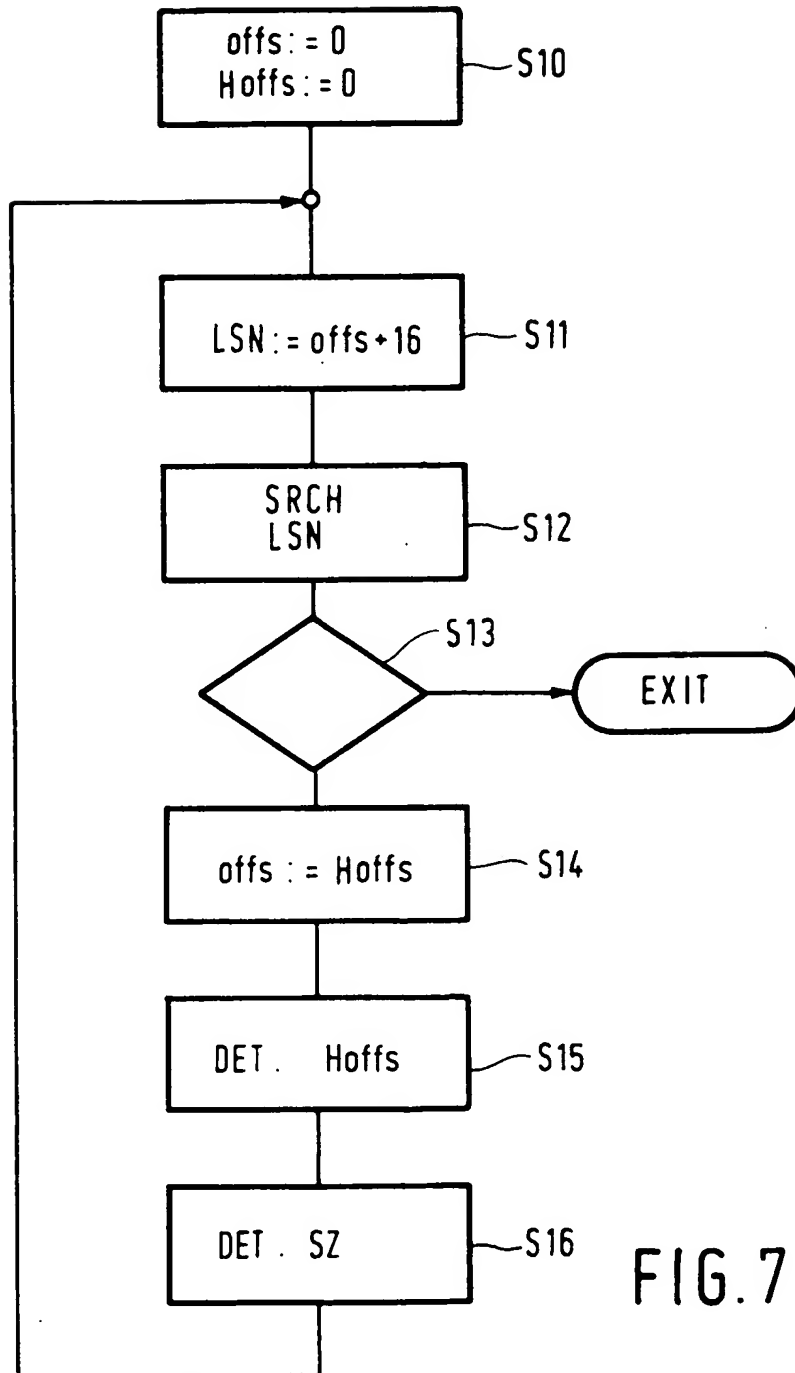 offs:=0
Hoffs:=0
S10
LSN:= offs+16
S11
SRCH
LSN
S12
S13
EXIT
offs := Hoffs
S14
DET. Hoffs
S15
DET. SZ
S16
FIG.7